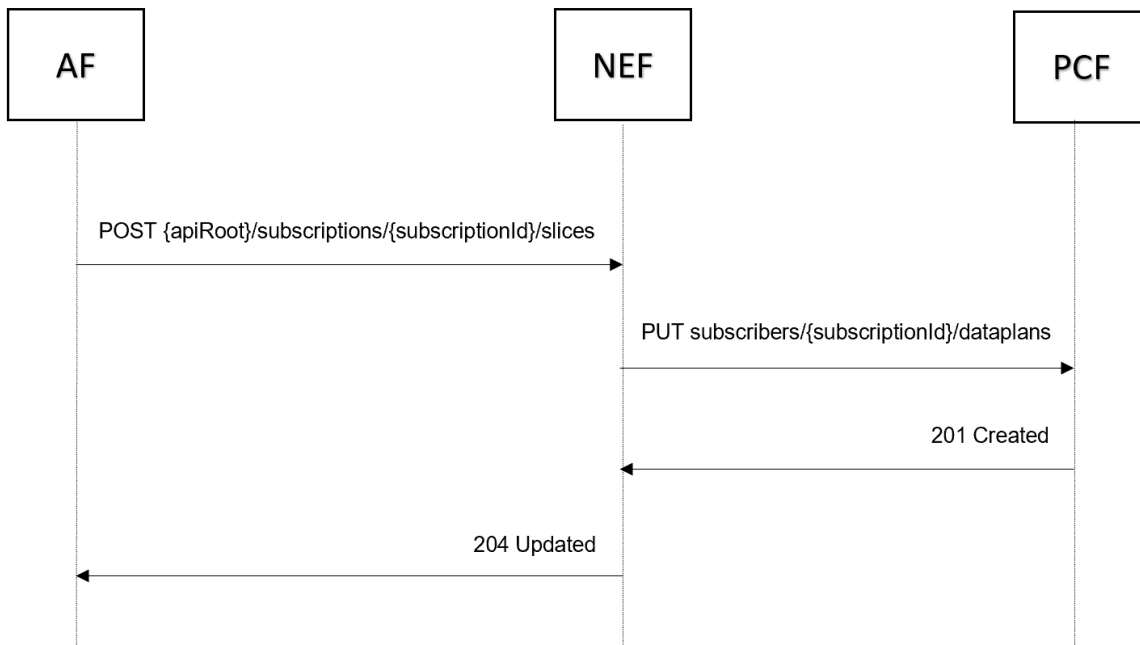 AF
NEF
PCF
POST {apiRoot}/subscriptions/{subscriptionId}/slices
PUT subscribers/{subscriptionId}/dataplans
201 Created
204 Updated